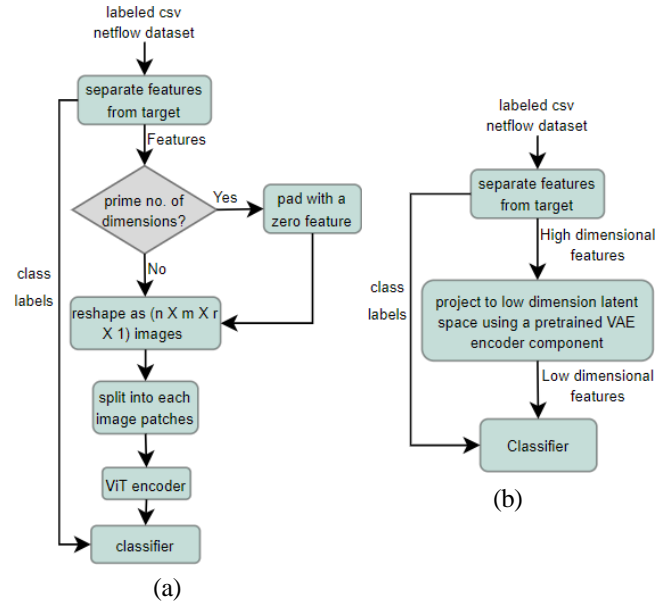 labeled csv
netflow dataset
separate features
from target
Features
prime no. of
dimensions?
Yes
pad with a
zero feature
No
class
labels
reshape as (n X m X r
X 1) images
split into each
image patches
ViT encoder
classifier
(a)
labeled csv
netflow dataset
separate features
from target
High dimensional
features
class
labels
project to low dimension latent
space using a pretrained VAE
encoder component
Low dimensional
features
Classifier
(b)